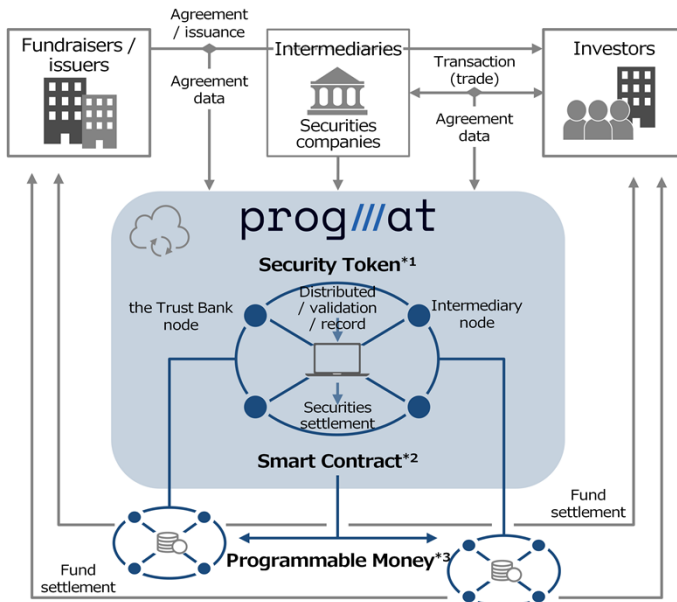 Agreement
/ issuance
Fundraisers /
issuers
Intermediaries
Investors
Agreement
data
Securities
companies
Transaction
(trade)
Agreement
data
progmat
Security Token*1
the Trust Bank
node
Distributed
/ validation
/ record
Intermediary
node
Securities
settlement
Smart Contract*2
Fund
settlement
Programmable Money*3
Fund
settlement